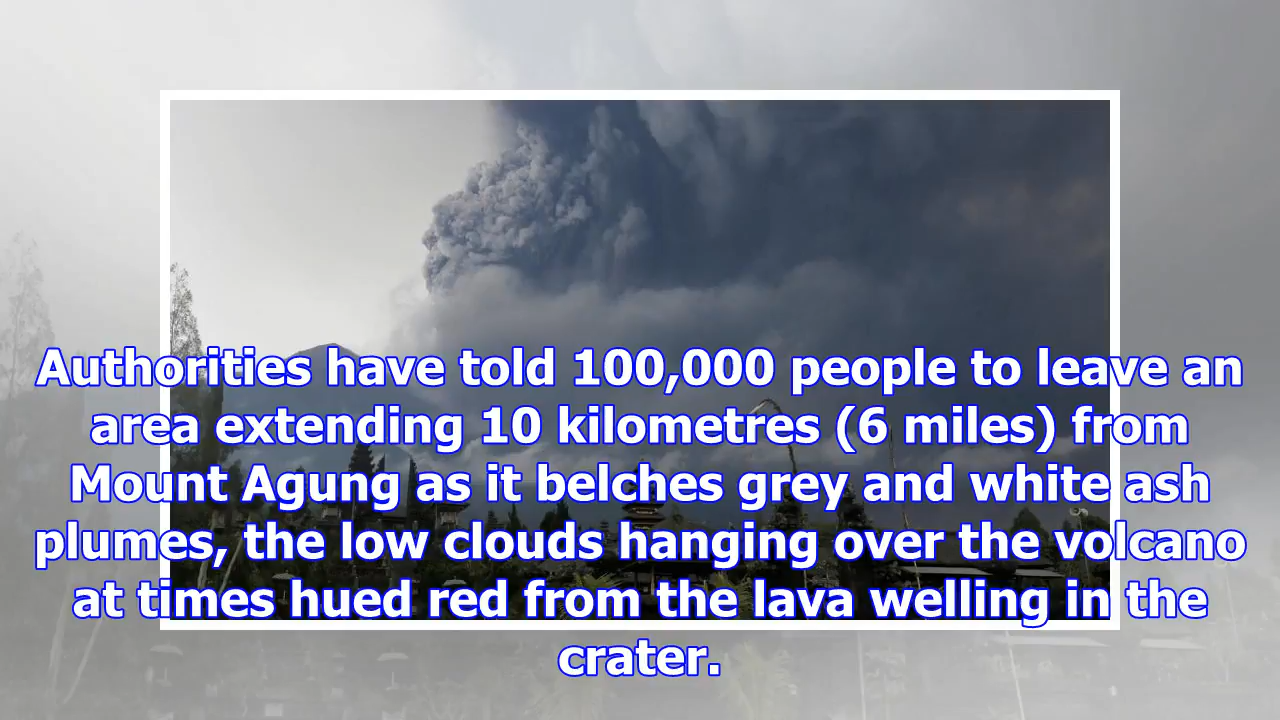 Authorities have told 100,000 people to leave an
area extending 10 kilometres (6 miles) from
Mount Agung as it belches grey and white ash
plumes, the low clouds hanging over the volcano
at times hued red from the lava welling in the
crater.